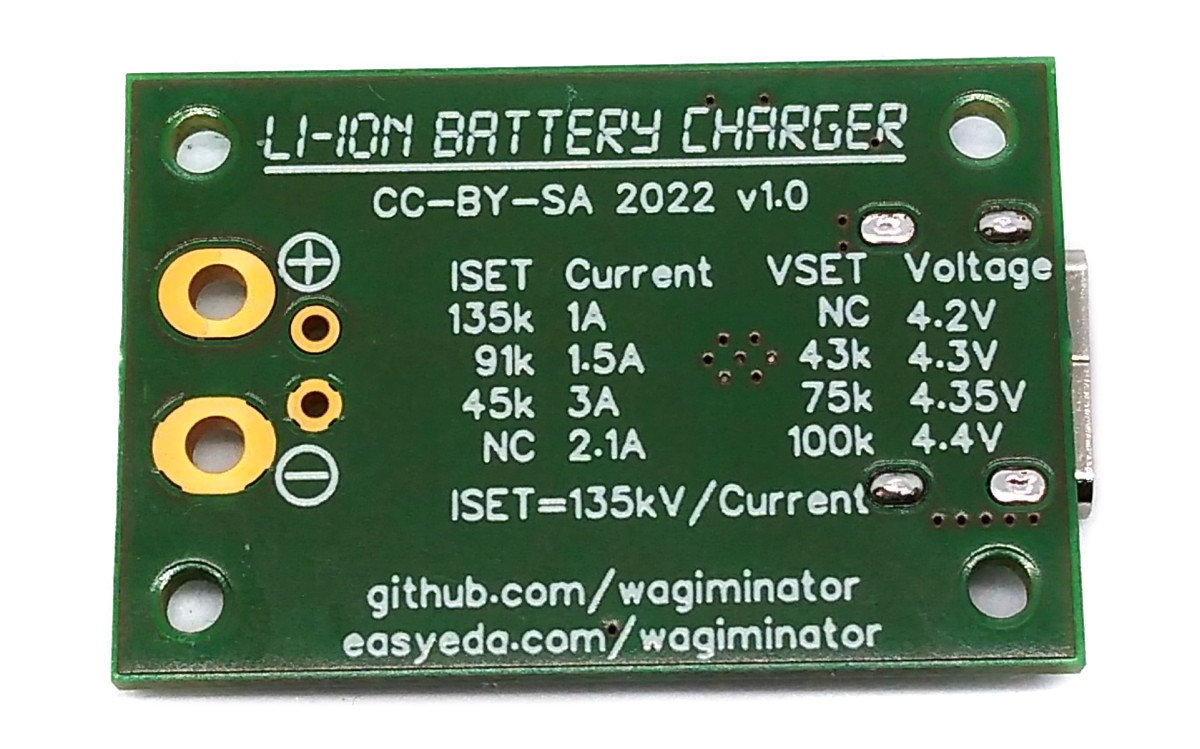 LI-ION BATTERY CHARGER
CC-BY-SA 2022 v1.0
+
ISET Current VSET Voltage
135k 1A NC 4.2V
91k 1.5A 43k 4.3V
45k 3A 75k 4.35V
NC 2.1A 100k 4.4V
−
ISET=135kV/Current
github.com/wagiminator
easyeda.com/wagiminator